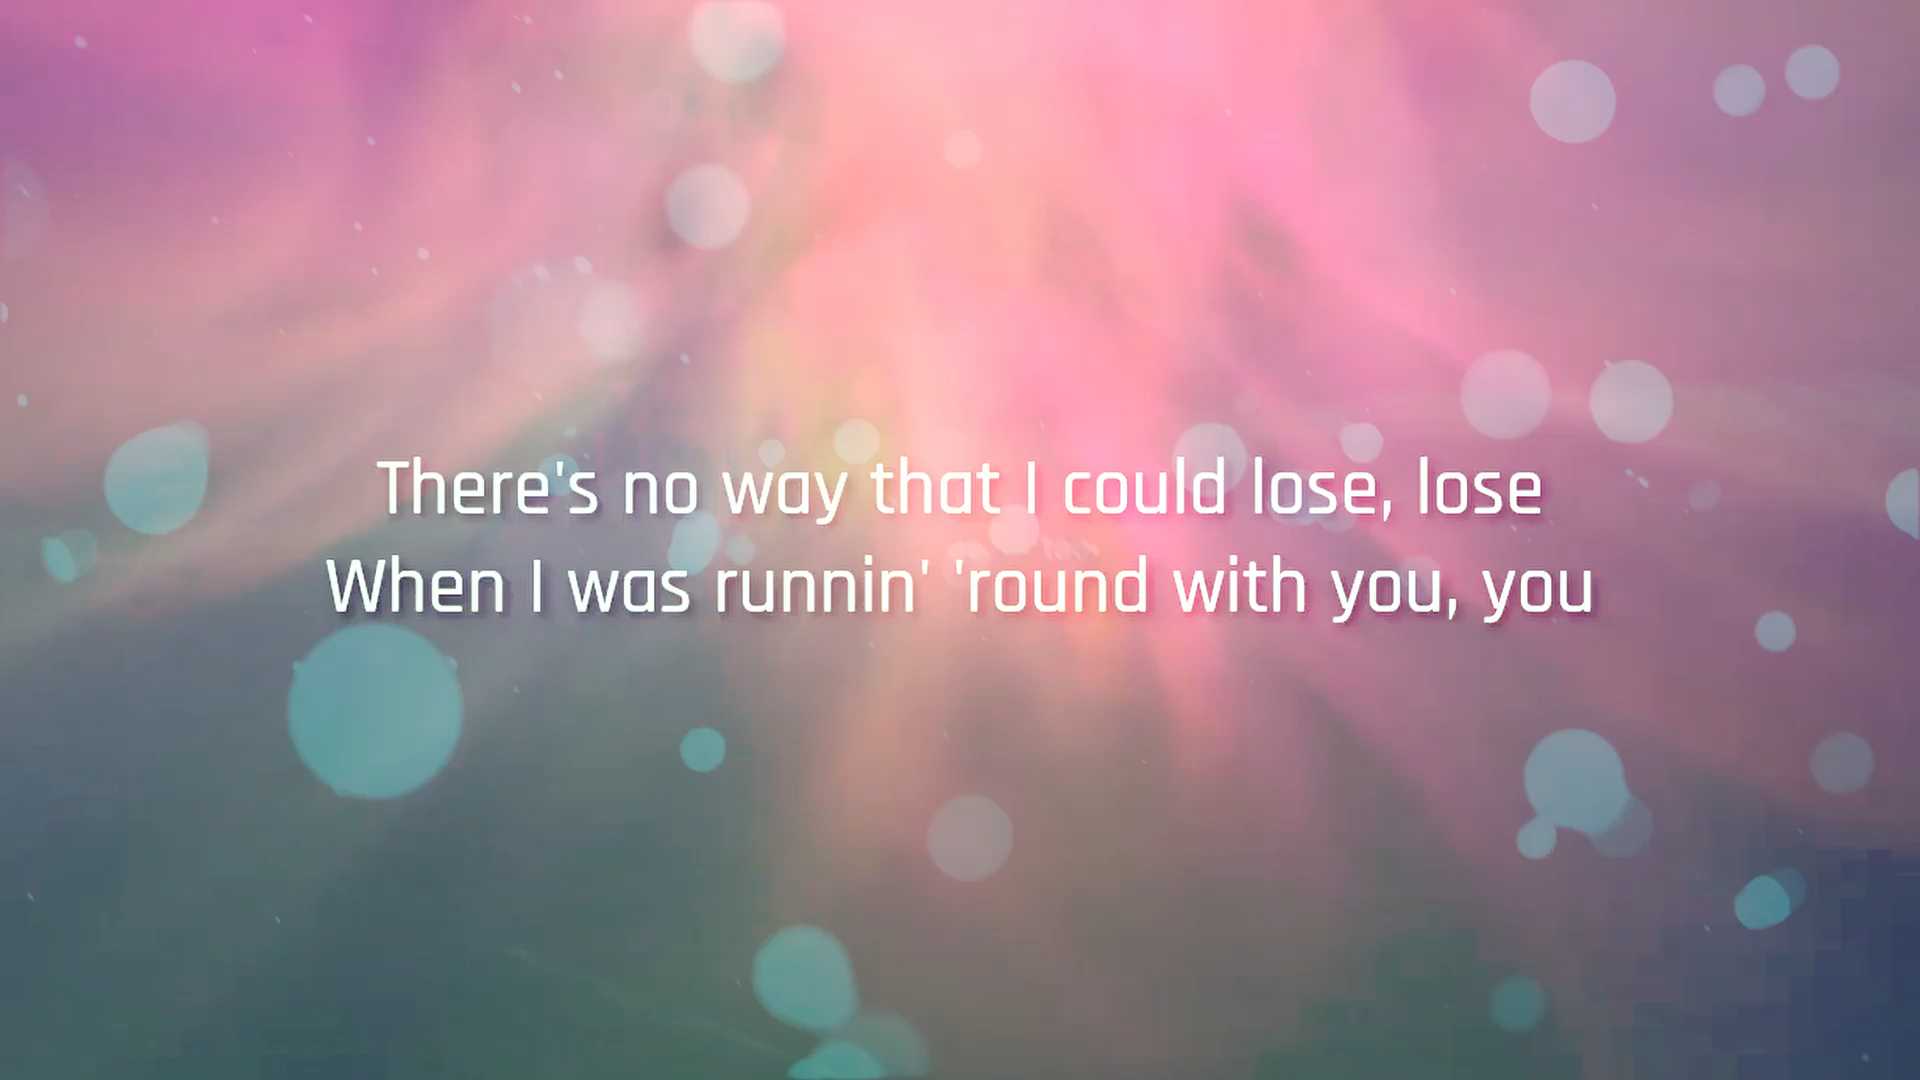 There's no way that I could lose, lose
When I was runnin' 'round with you, you